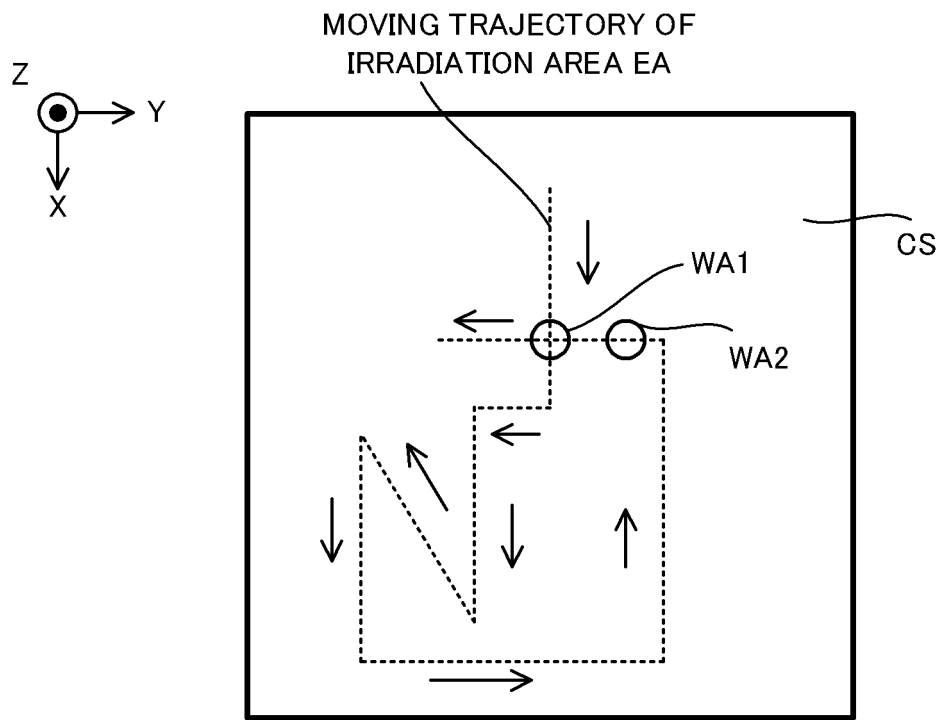 MOVING TRAJECTORY OF
IRRADIATION AREA EA
Z
Y
X
CS
WA1
WA2